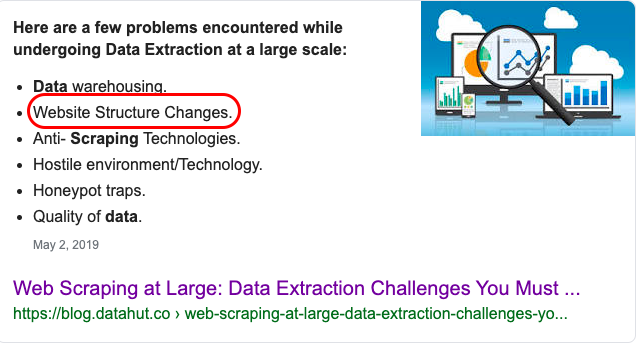 Here are a few problems encountered while
undergoing Data Extraction at a large scale:
Data warehousing.
Website Structure Changes.
Anti- Scraping Technologies.
Hostile environment/Technology.
Honeypot traps.
Quality of data.
May 2, 2019
Web Scraping at Large: Data Extraction Challenges You Must ...
https://blog.datahut.co › web-scraping-at-large-data-extraction-challenges-yo...